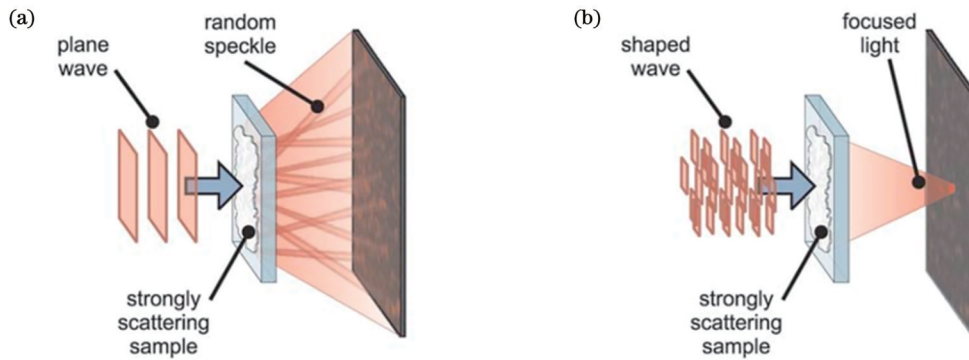 (a)
plane
wave
random
speckle
strongly
scattering
sample
(b)
shaped
wave
focused
light
strongly
scattering
sample